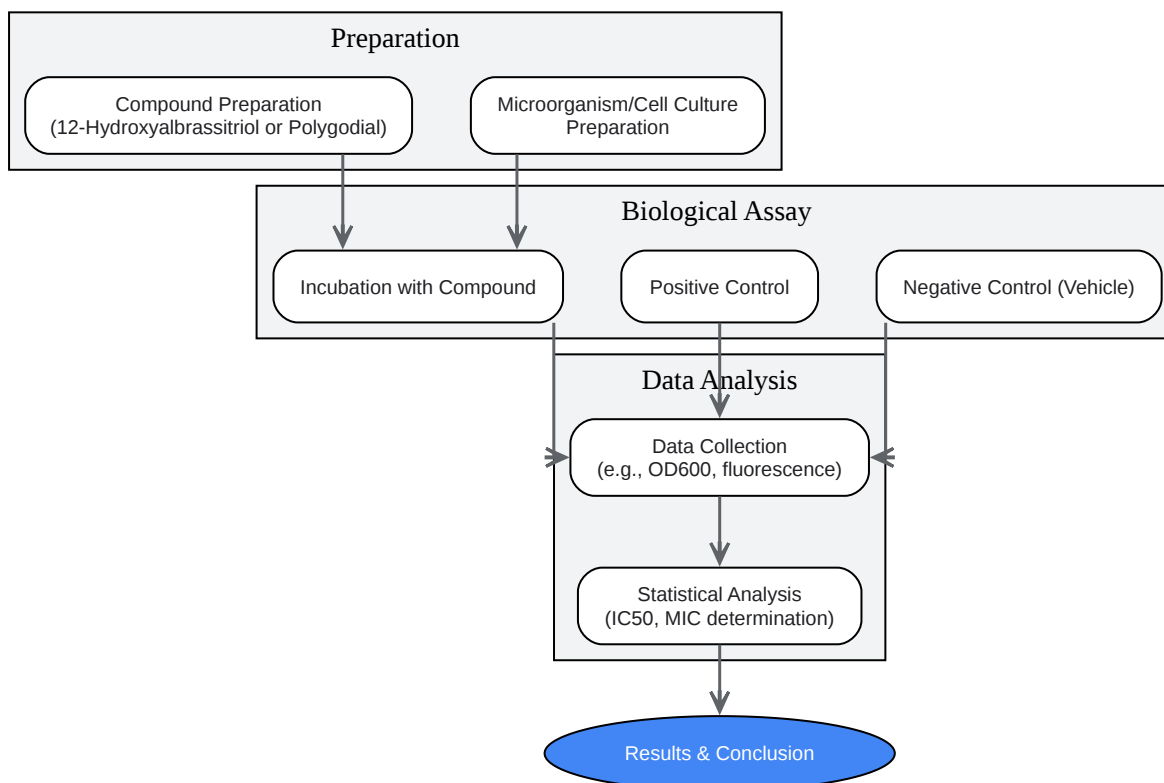 Preparation
Compound Preparation
(12-Hydroxyalbrassitriol or Polygodial)
Microorganism/Cell Culture
Preparation
Biological Assay
Incubation with Compound
Positive Control
Negative Control (Vehicle)
Data Analysis
Data Collection
(e.g., OD600, fluorescence)
Statistical Analysis
(IC50, MIC determination)
Results & Conclusion